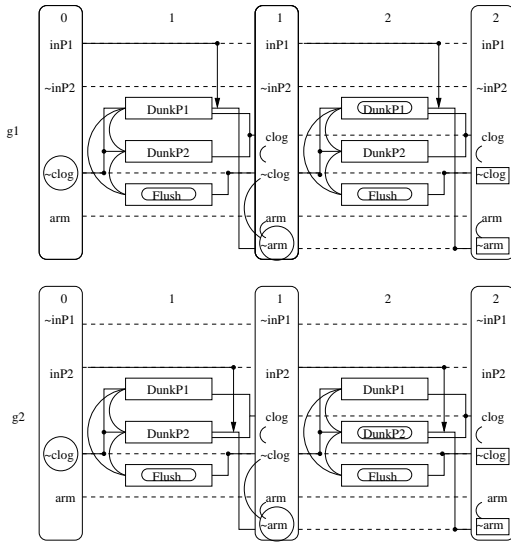 0 1 1 2 2
inP1 inP1 inP1
~inP2 ~inP2 ~inP2
DunkP1 DunkP1
g1
clog clog
DunkP2 DunkP2
~clog ~clog ~clog
Flush Flush
arm arm arm
~arm ~arm
0 1 1 2 2
~inP1 ~inP1 ~inP1
inP2 inP2 inP2
DunkP1 DunkP1
g2
clog clog
DunkP2 DunkP2
~clog ~clog ~clog
Flush Flush
arm arm arm
~arm ~arm